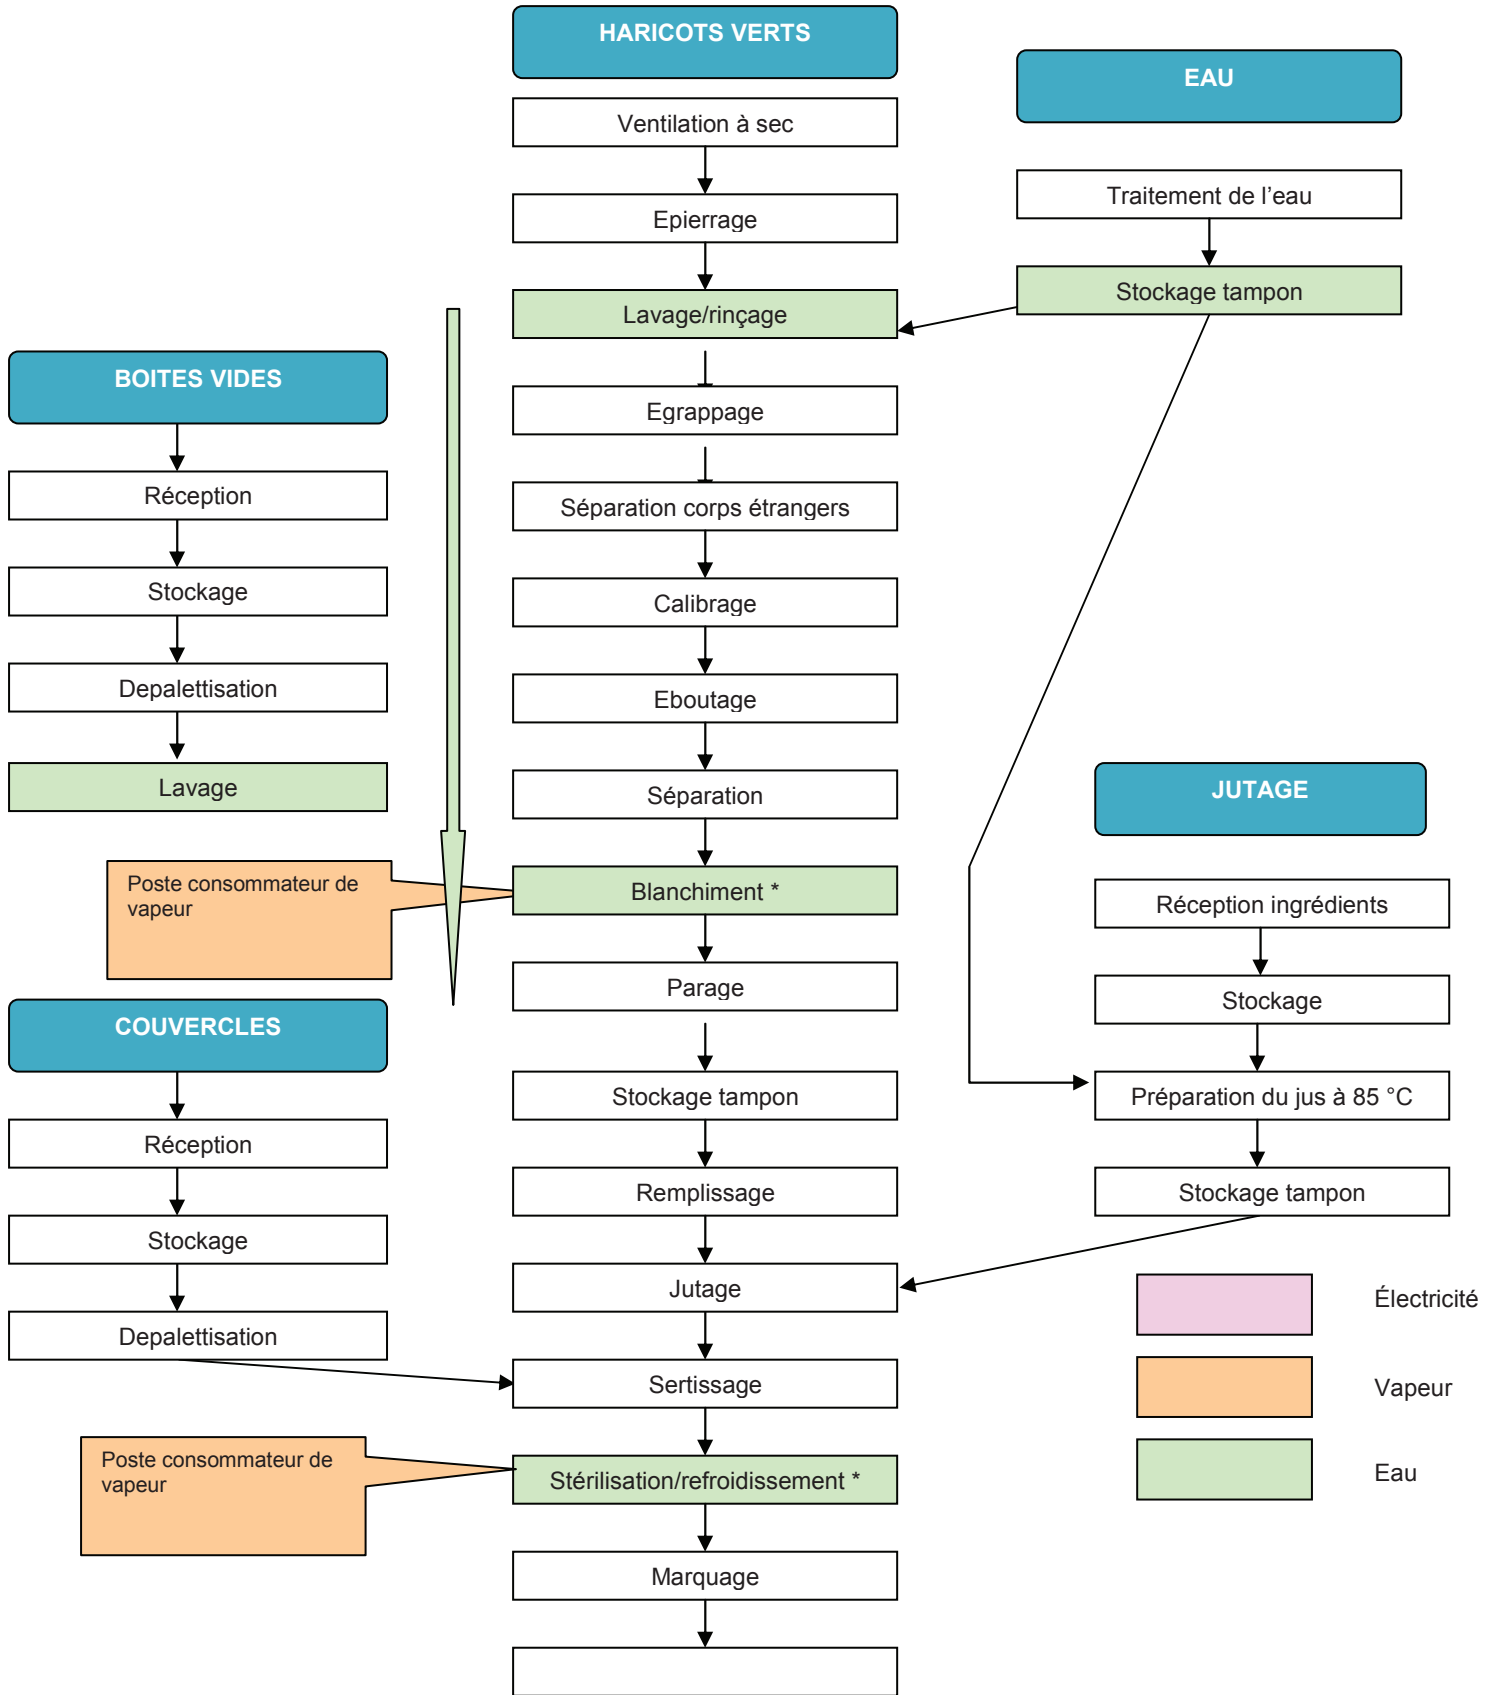 HARICOTS VERTS
Ventilation à sec
Epierrage
Lavage/rinçage
Egrappage
Séparation corps étrangers
Calibrage
Eboutage
Séparation
Blanchiment *
Parage
Stockage tampon
Remplissage
Jutage
Sertissage
Stérilisation/refroidissement *
Marquage
EAU
Traitement de l’eau
Stockage tampon
BOITES VIDES
Réception
Stockage
Depalettisation
Lavage
Poste consommateur de
vapeur
COUVERCLES
Réception
Stockage
Depalettisation
Poste consommateur de
vapeur
JUTAGE
Réception ingrédients
Stockage
Préparation du jus à 85 °C
Stockage tampon
Électricité
Vapeur
Eau